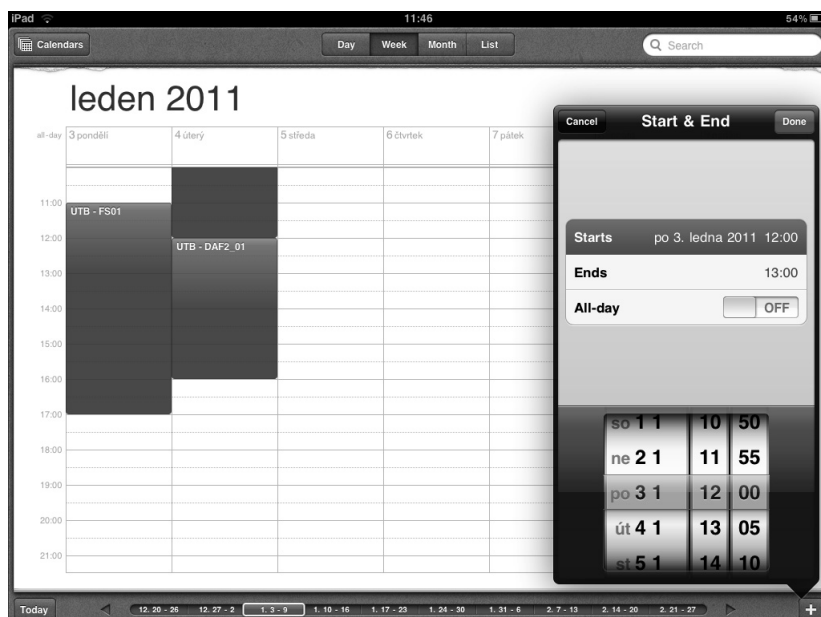 iPad 11:46 54%
Calendars Day Week Month List Search
leden 2011
all-day 3 pondělí 4 úterý 5 středa 6 čtvrtek 7 pátek
11:00
12:00
13:00
14:00
15:00
16:00
17:00
18:00
19:00
20:00
21:00
UTB - FS01
UTB - DAF2_01
Cancel Start & End Done
Starts po 3. ledna 2011 12:00
Ends 13:00
All-day OFF
so 1 1 10 50
ne 2 1 11 55
po 3 1 12 00
út 4 1 13 05
st 5 1 14 10
Today 12. 20 - 26 12. 27 - 2 1. 3 - 9 1. 10 - 16 1. 17 - 23 1. 24 - 30 1. 31 - 6 2. 7 - 13 2. 14 - 20 2. 21 - 27 +